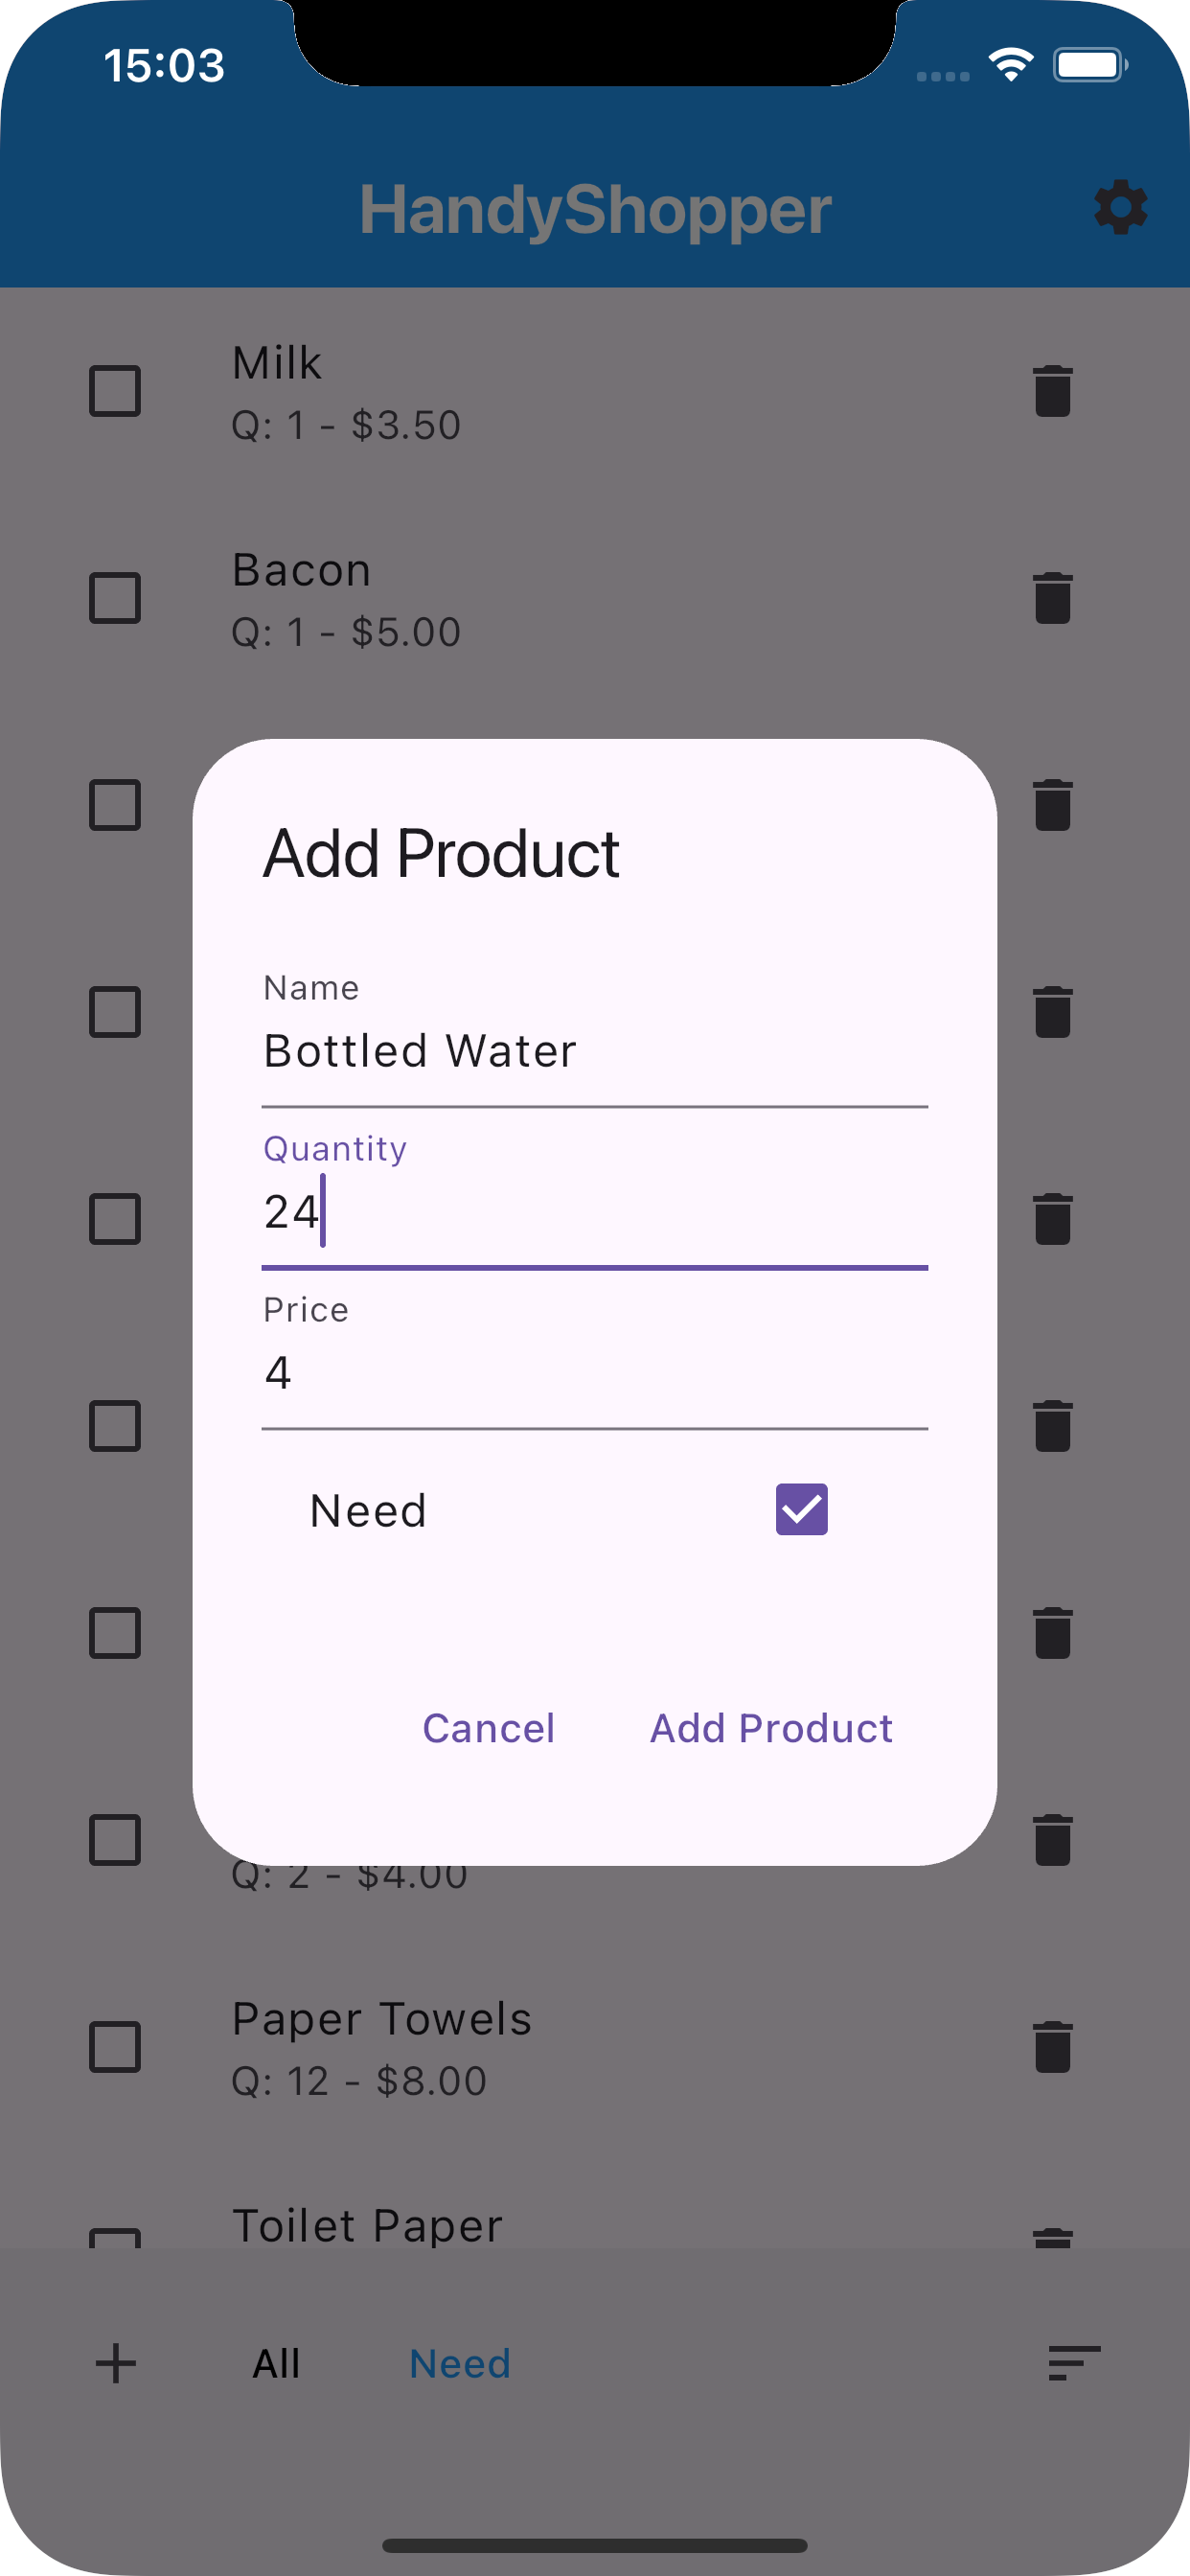 15:03
HandyShopper
Milk
Q: 1 - $3.50
Bacon
Q: 1 - $5.00
Add Product
Name
Bottled Water
Quantity
24
Price
4
Need
Cancel
Add Product
Q: 2 - $4.00
Paper Towels
Q: 12 - $8.00
Toilet Paper
All
Need